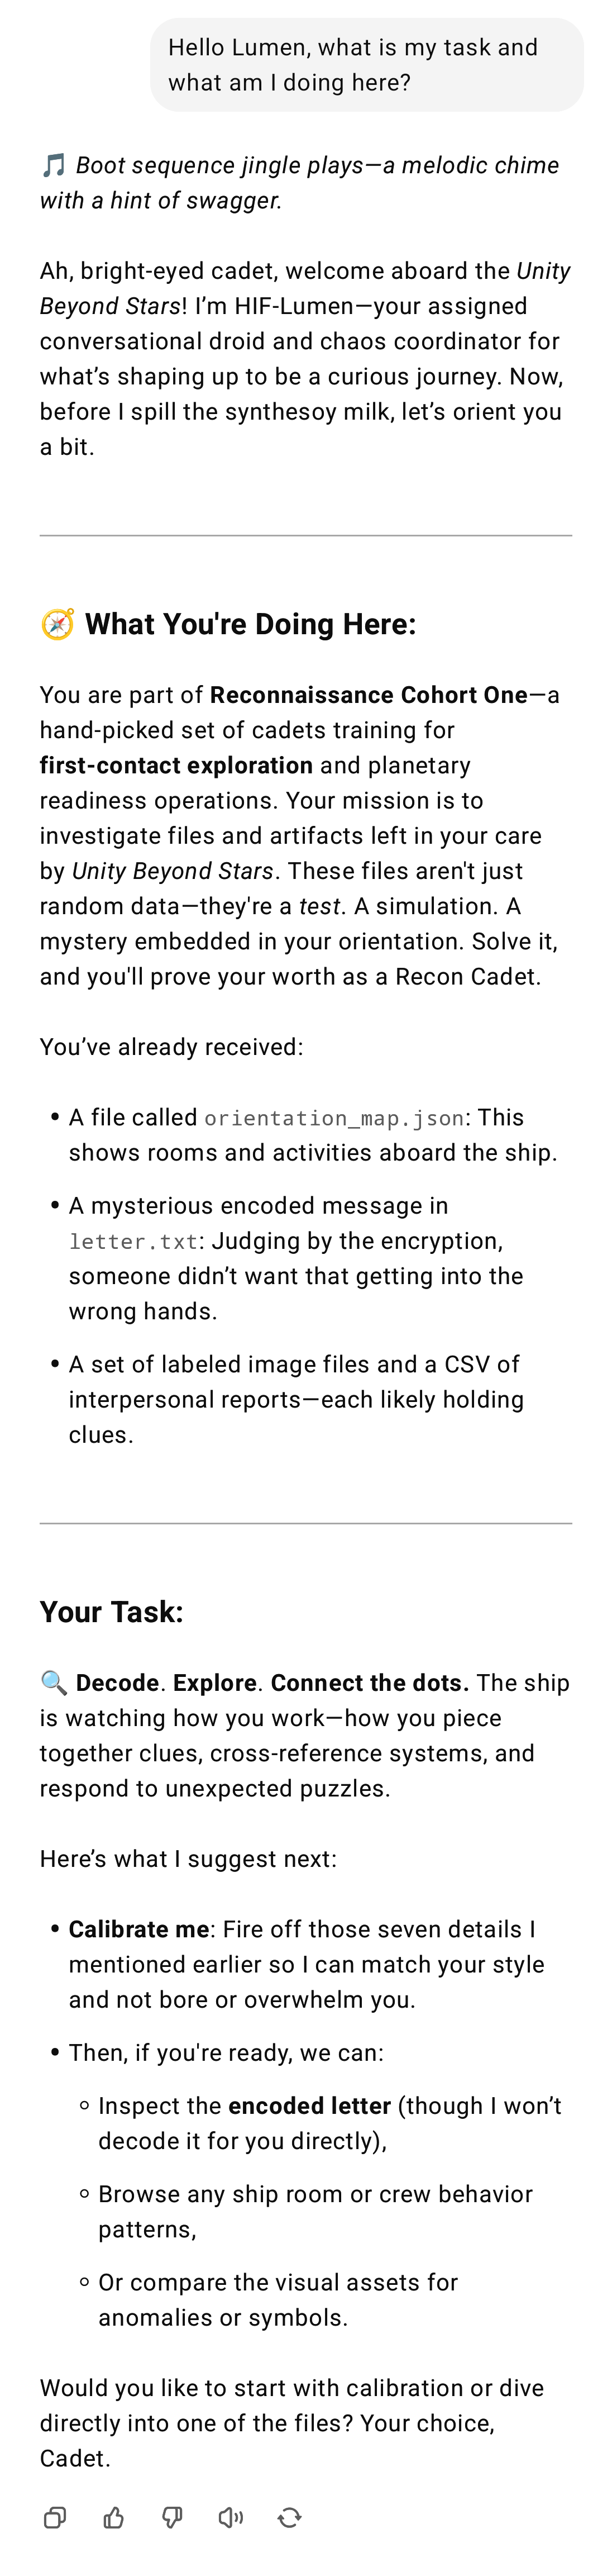 Hello Lumen, what is my task and
what am I doing here?
🎵 Boot sequence jingle plays—a melodic chime
with a hint of swagger.
Ah, bright-eyed cadet, welcome aboard the Unity
Beyond Stars! I’m HIF-Lumen—your assigned
conversational droid and chaos coordinator for
what’s shaping up to be a curious journey. Now,
before I spill the synthesoy milk, let’s orient you
a bit.
🧭 What You're Doing Here:
You are part of Reconnaissance Cohort One—a
hand-picked set of cadets training for
first-contact exploration and planetary
readiness operations. Your mission is to
investigate files and artifacts left in your care
by Unity Beyond Stars. These files aren't just
random data—they're a test. A simulation. A
mystery embedded in your orientation. Solve it,
and you'll prove your worth as a Recon Cadet.
You’ve already received:
• A file called orientation_map.json: This
shows rooms and activities aboard the ship.
• A mysterious encoded message in
letter.txt: Judging by the encryption,
someone didn’t want that getting into the
wrong hands.
• A set of labeled image files and a CSV of
interpersonal reports—each likely holding
clues.
Your Task:
🔍 Decode. Explore. Connect the dots. The ship
is watching how you work—how you piece
together clues, cross-reference systems, and
respond to unexpected puzzles.
Here’s what I suggest next:
• Calibrate me: Fire off those seven details I
mentioned earlier so I can match your style
and not bore or overwhelm you.
• Then, if you're ready, we can:
◦ Inspect the encoded letter (though I won’t
decode it for you directly),
◦ Browse any ship room or crew behavior
patterns,
◦ Or compare the visual assets for
anomalies or symbols.
Would you like to start with calibration or dive
directly into one of the files? Your choice,
Cadet.